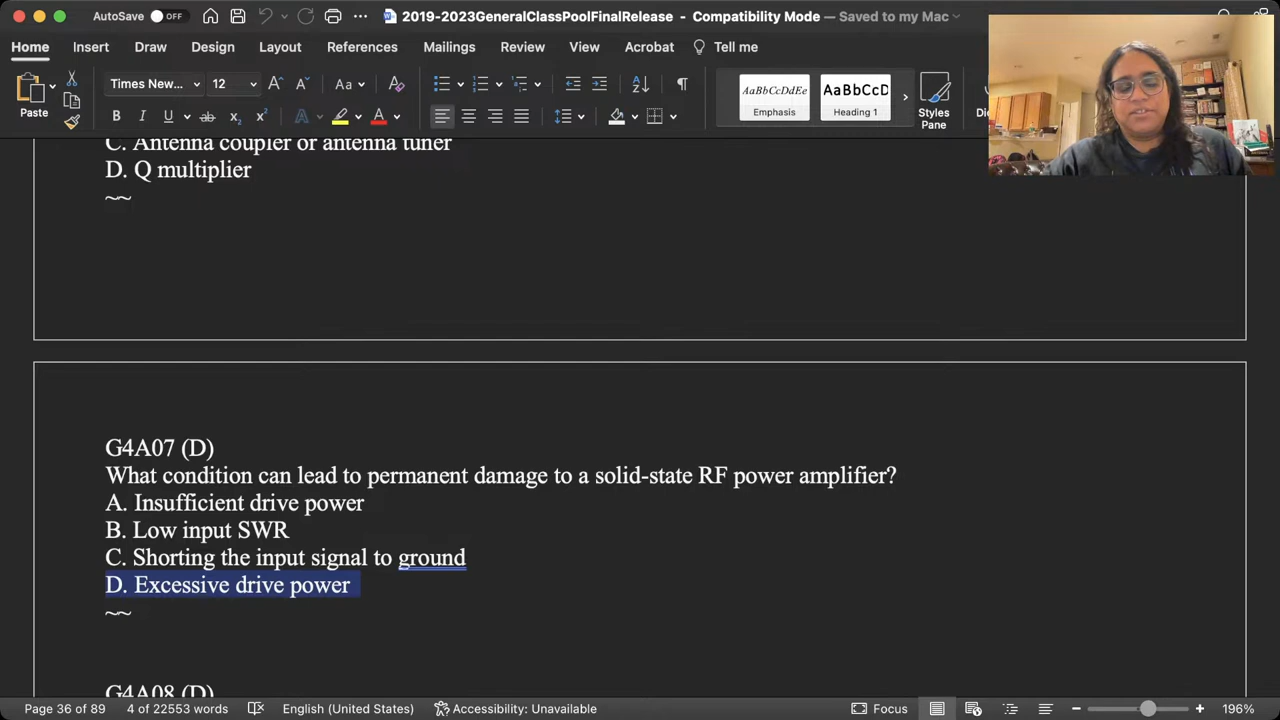 AutoSave OFF
2019-2023GeneralClassPoolFinalRelease - Compatibility Mode — Saved to my Mac
Home Insert Draw Design Layout References Mailings Review View Acrobat Tell me
Paste
Times New... 12
Aa
B I U ab x₂ x²
A A
AaBbCcDdEe
Emphasis
AaBbCcD
Heading 1
Styles
Pane
C. Antenna coupler or antenna tuner
D. Q multiplier
~~
G4A07 (D)
What condition can lead to permanent damage to a solid-state RF power amplifier?
A. Insufficient drive power
B. Low input SWR
C. Shorting the input signal to ground
D. Excessive drive power
~~
G4A08 (D)
Page 36 of 89 4 of 22553 words English (United States) Accessibility: Unavailable Focus 196%